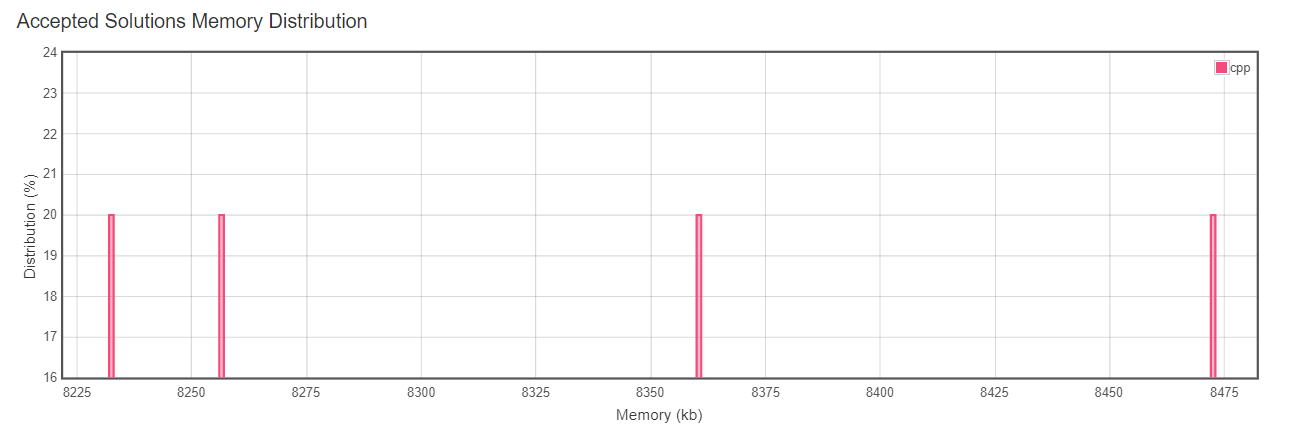 Accepted Solutions Memory Distribution
cpp
Distribution (%)
24
23
22
21
20
19
18
17
16
8225 8250 8275 8300 8325 8350 8375 8400 8425 8450 8475
Memory (kb)